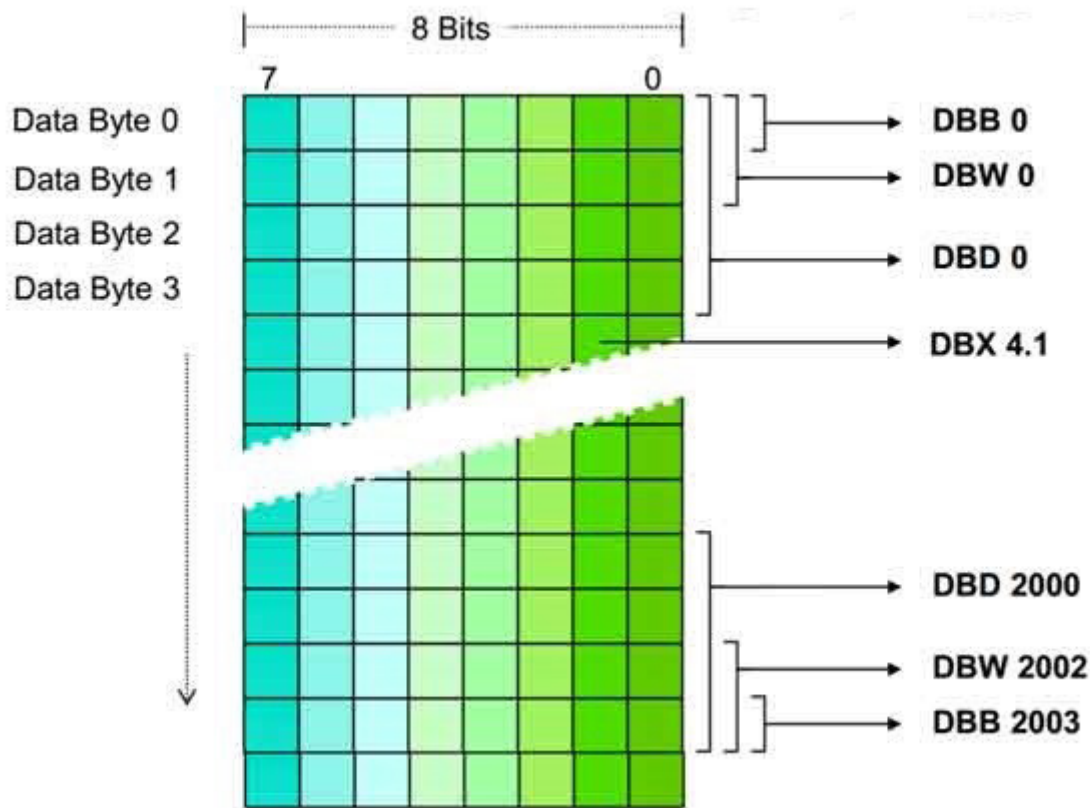 8 Bits
7 0
Data Byte 0
Data Byte 1
Data Byte 2
Data Byte 3
DBB 0
DBW 0
DBD 0
DBX 4.1
DBD 2000
DBW 2002
DBB 2003